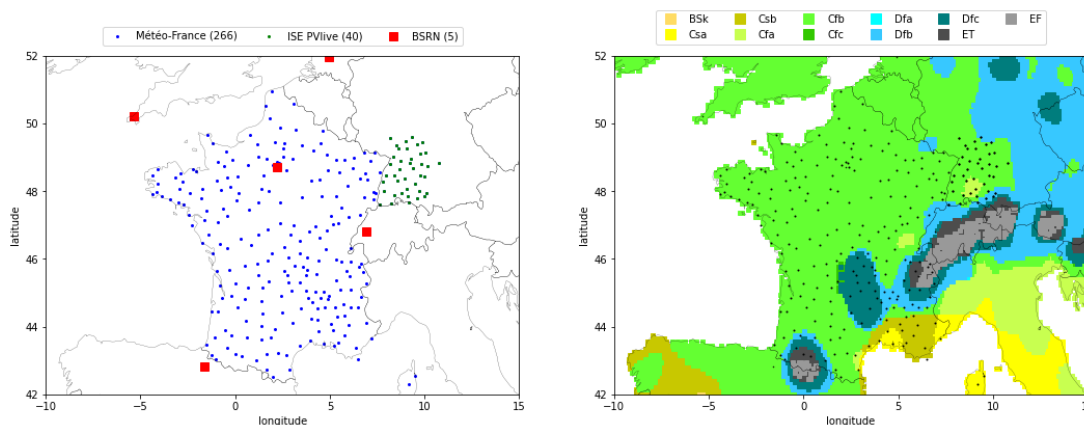 Météo-France (266) ISE PVlive (40) BSRN (5)
52
50
48
46
44
42
latitude
−10 −5 0 5 10 15
longitude
BSk Csb Cfb Dfa Dfc EF
Csa Cfa Cfc Dfb ET
52
50
48
46
44
42
latitude
−10 −5 0 5 10 15
longitude